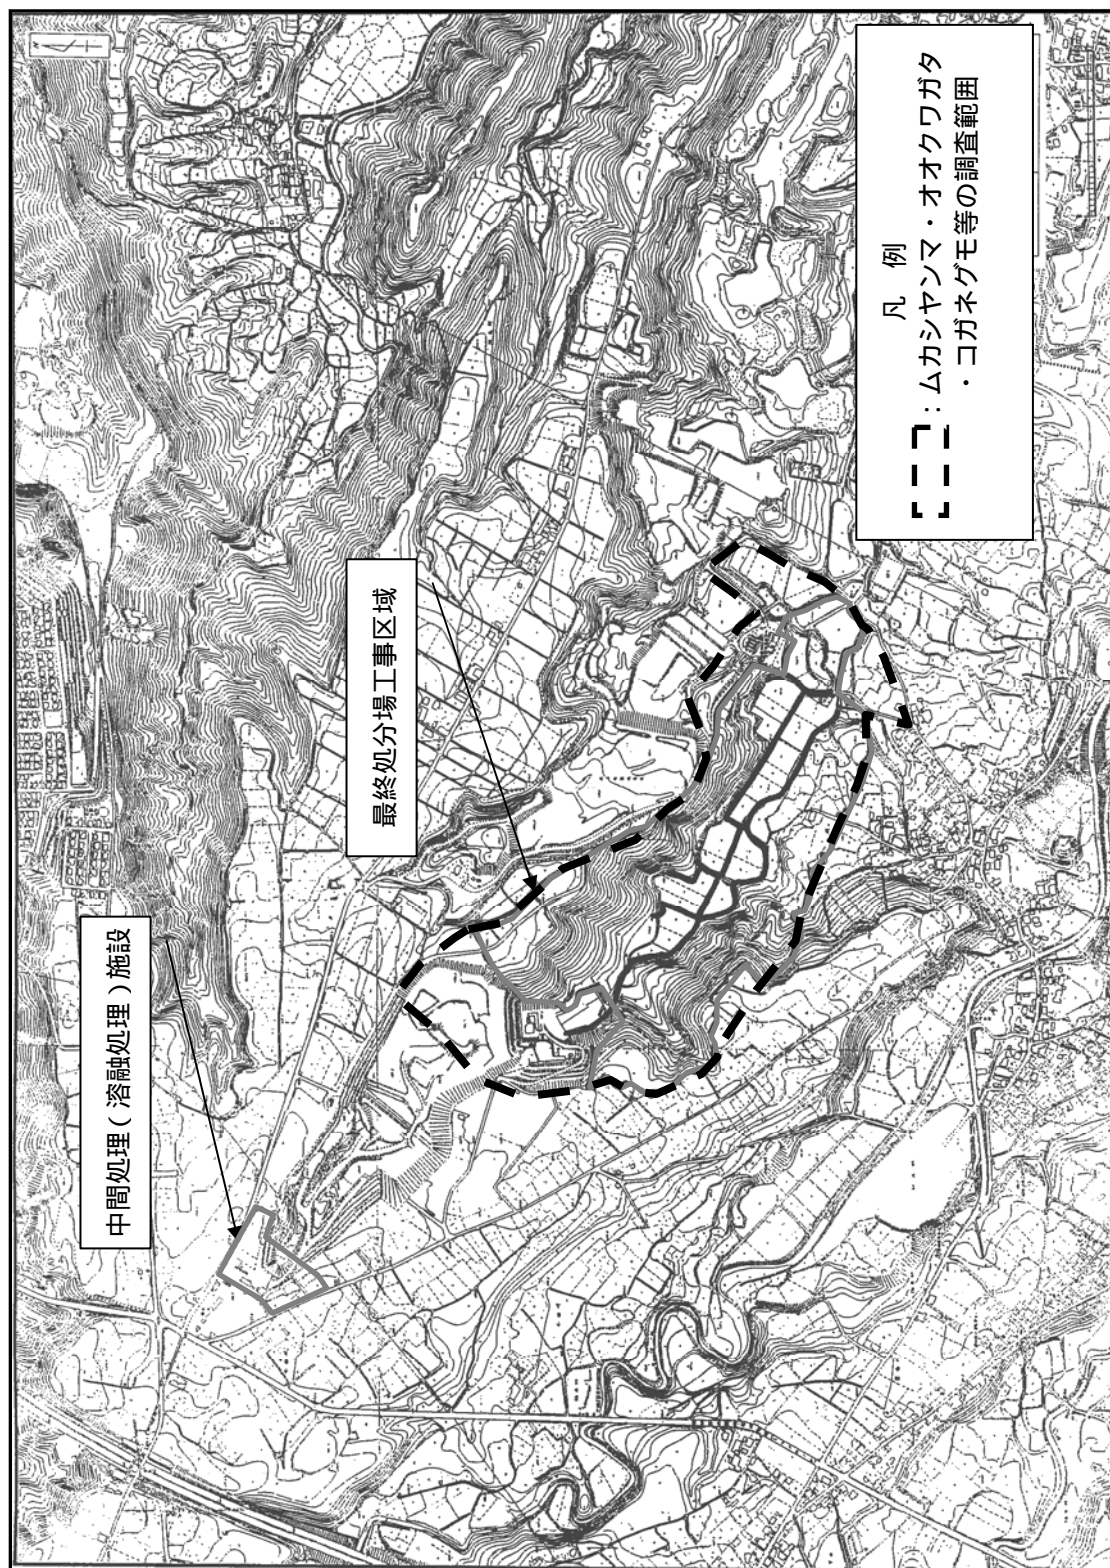 中間処理（溶融処理）施設
最終処分場工事区域
凡　例
：ムカシヤンマ・オオクワガタ
・コガネグモ等の調査範囲